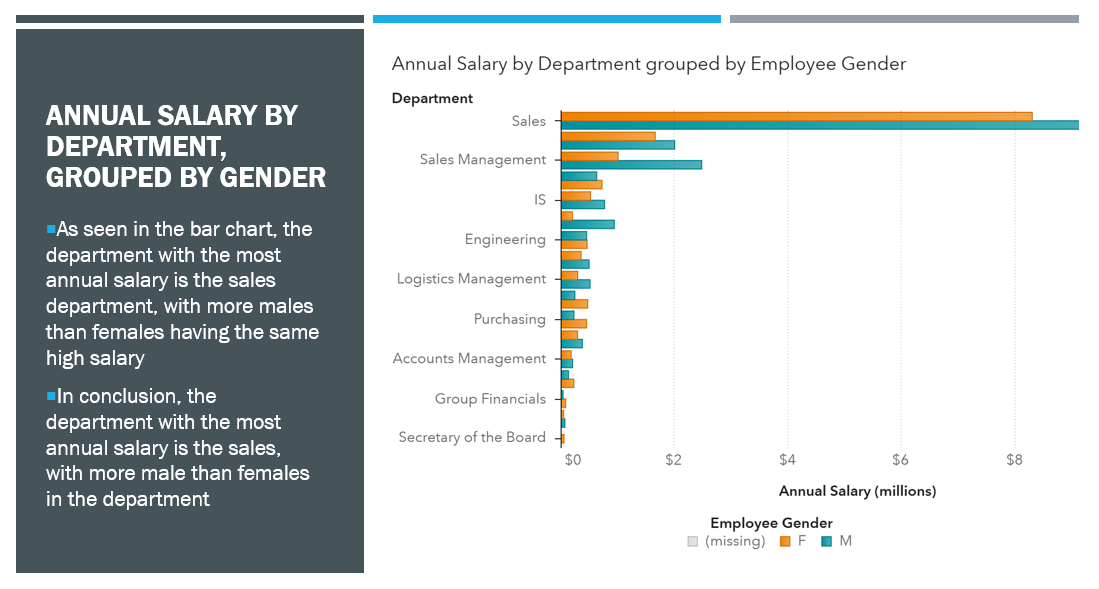 ANNUAL SALARY BY
DEPARTMENT,
GROUPED BY GENDER
▪As seen in the bar chart, the
department with the most
annual salary is the sales
department, with more males
than females having the same
high salary
▪In conclusion, the
department with the most
annual salary is the sales,
with more male than females
in the department
Annual Salary by Department grouped by Employee Gender
Department
Sales
Sales Management
IS
Engineering
Logistics Management
Purchasing
Accounts Management
Group Financials
Secretary of the Board
$0 $2 $4 $6 $8
Annual Salary (millions)
Employee Gender
(missing) F M